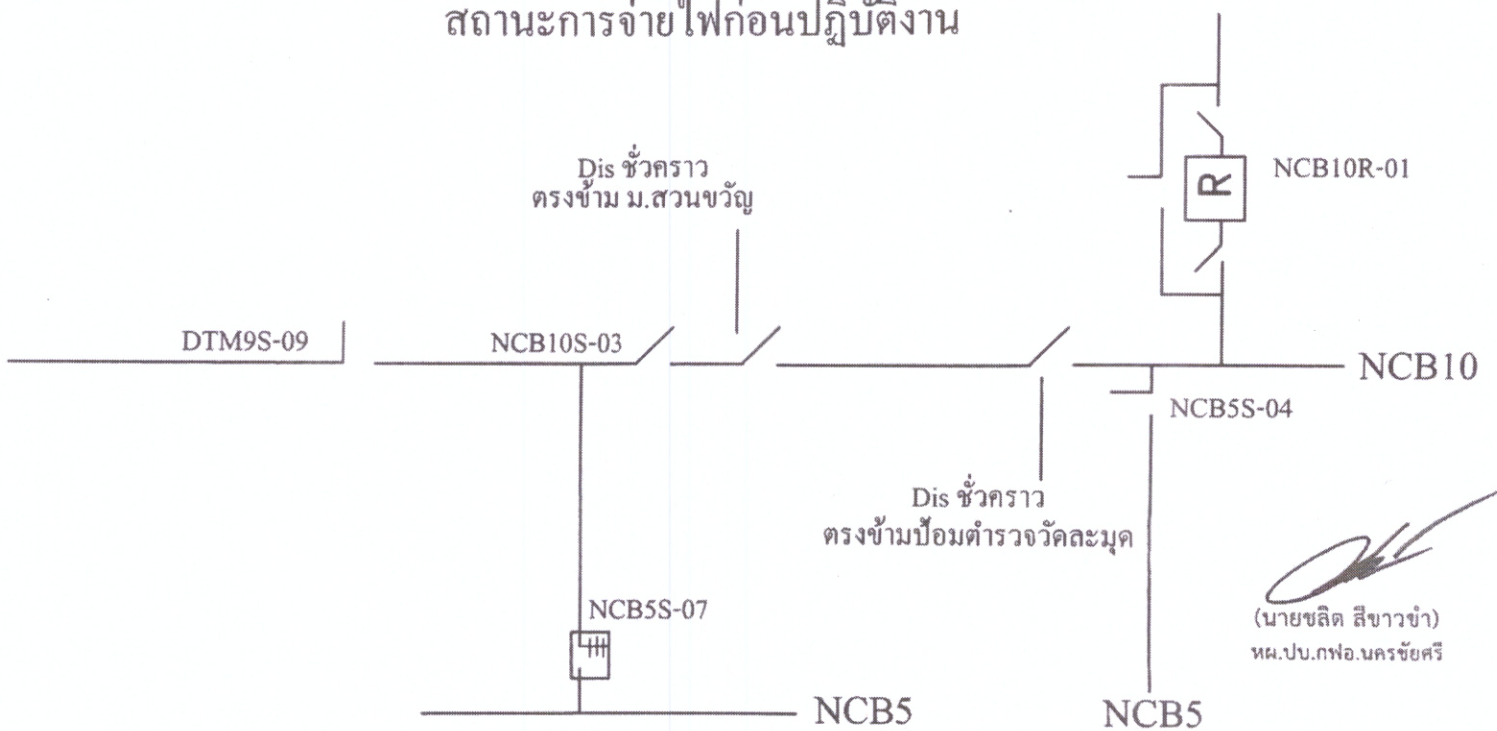 สถานะการจ่ายไฟก่อนปฏิบัติงาน
NCB10R-01
R
Dis ชั่วคราว
ตรงข้าม ม.สวนขวัญ
DTM9S-09
NCB10S-03
NCB10
NCB5S-04
Dis ชั่วคราว
ตรงข้ามป้อมตำรวจวัดละมุด
NCB5S-07
(นายชลิต สีขาวขำ)
หผ.ปบ.กฟอ.นครชัยศรี
NCB5
NCB5